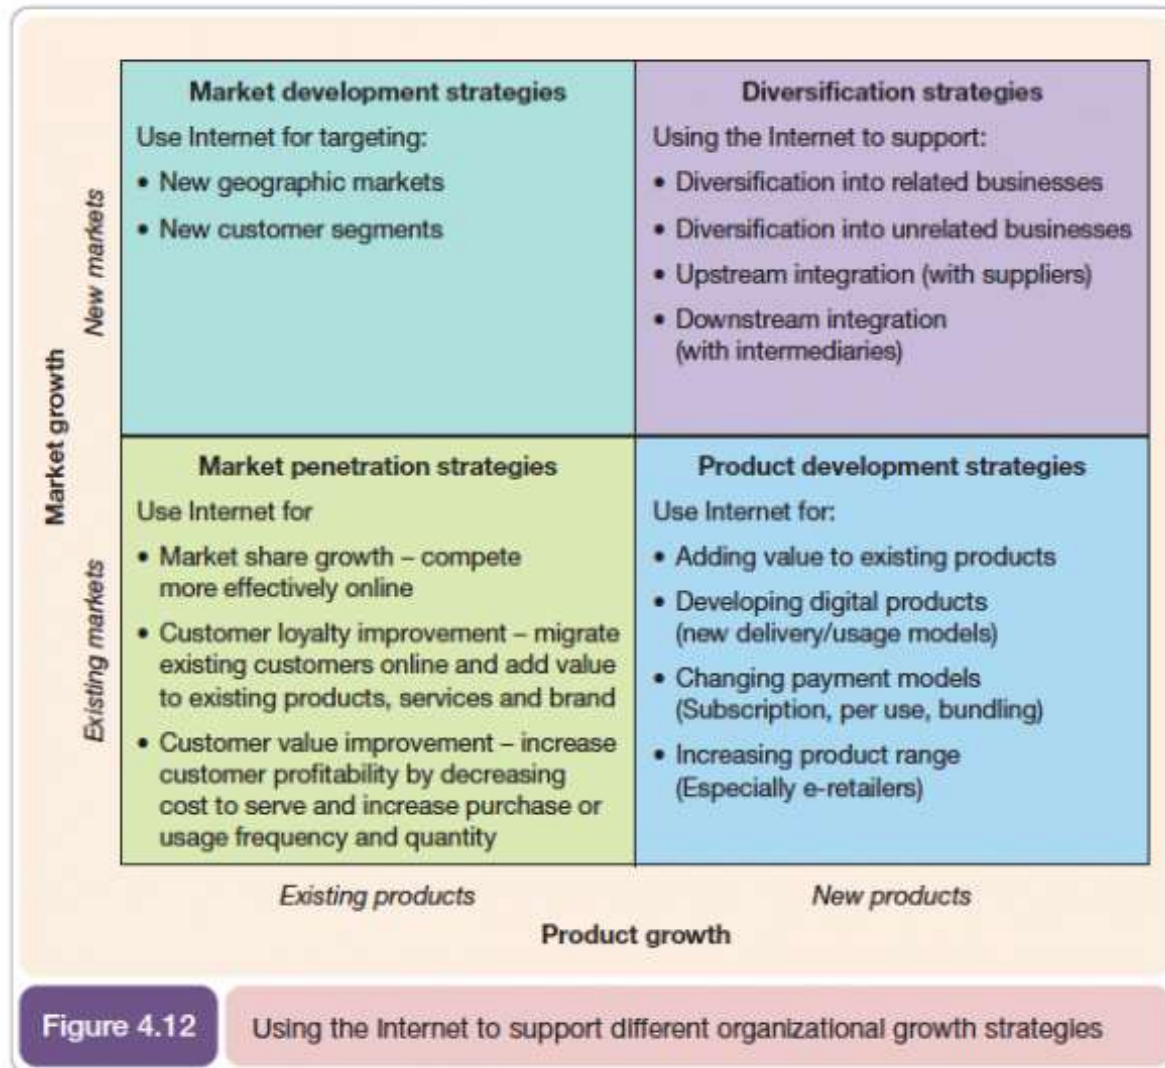 Market development strategies
Use Internet for targeting:
• New geographic markets
• New customer segments
Diversification strategies
Using the Internet to support:
• Diversification into related businesses
• Diversification into unrelated businesses
• Upstream integration (with suppliers)
• Downstream integration
(with intermediaries)
New markets
Market growth
Existing markets
Market penetration strategies
Use Internet for
• Market share growth – compete
more effectively online
• Customer loyalty improvement – migrate
existing customers online and add value
to existing products, services and brand
• Customer value improvement – increase
customer profitability by decreasing
cost to serve and increase purchase or
usage frequency and quantity
Product development strategies
Use Internet for:
• Adding value to existing products
• Developing digital products
(new delivery/usage models)
• Changing payment models
(Subscription, per use, bundling)
• Increasing product range
(Especially e-retailers)
Existing products
New products
Product growth
Figure 4.12
Using the Internet to support different organizational growth strategies